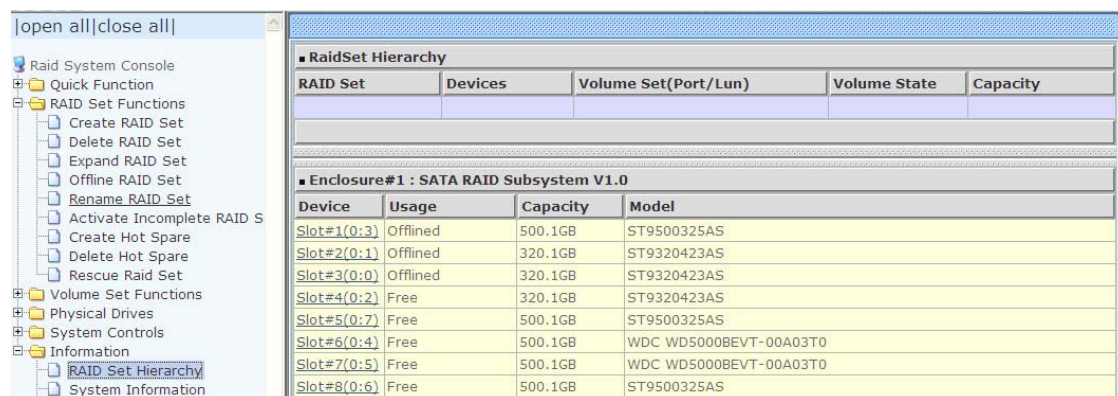 |open all|close all|
Raid System Console
Quick Function
RAID Set Functions
Create RAID Set
Delete RAID Set
Expand RAID Set
Offline RAID Set
Rename RAID Set
Activate Incomplete RAID S
Create Hot Spare
Delete Hot Spare
Rescue Raid Set
Volume Set Functions
Physical Drives
System Controls
Information
RAID Set Hierarchy
System Information
RaidSet Hierarchy
RAID Set Devices Volume Set(Port/Lun) Volume State Capacity
Enclosure#1 : SATA RAID Subsystem V1.0
Device Usage Capacity Model
Slot#1(0:3) Offlined 500.1GB ST9500325AS
Slot#2(0:1) Offlined 320.1GB ST9320423AS
Slot#3(0:0) Offlined 320.1GB ST9320423AS
Slot#4(0:2) Free 320.1GB ST9320423AS
Slot#5(0:7) Free 500.1GB ST9500325AS
Slot#6(0:4) Free 500.1GB WDC WD5000BEVT-00A03T0
Slot#7(0:5) Free 500.1GB WDC WD5000BEVT-00A03T0
Slot#8(0:6) Free 500.1GB ST9500325AS